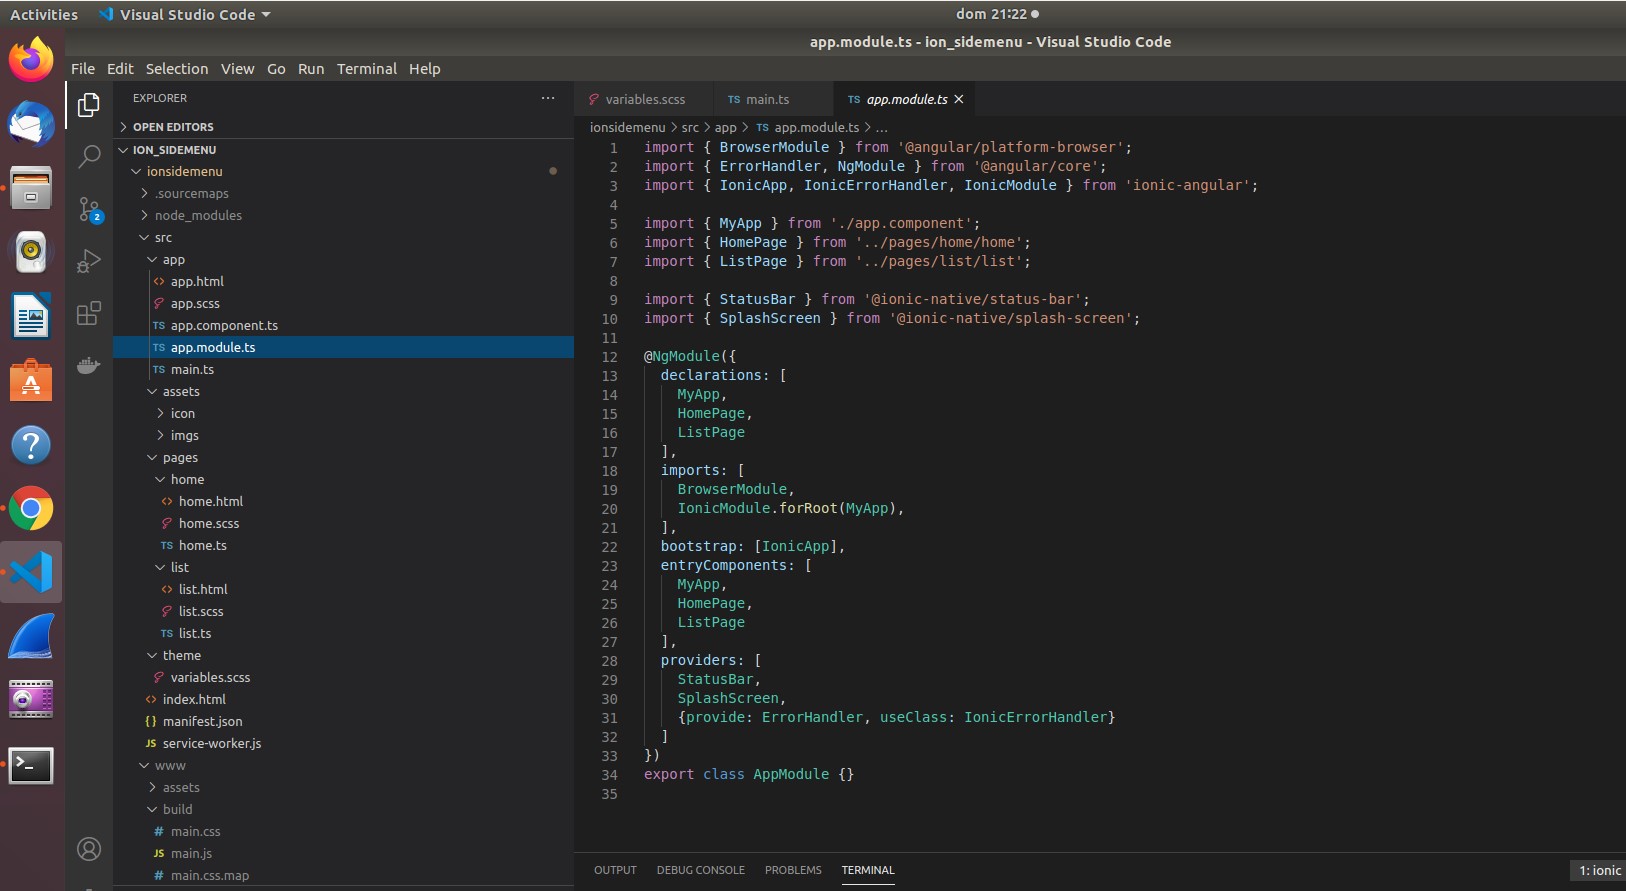 Activities
Visual Studio Code
dom 21:22
app.module.ts - ion_sidemenu - Visual Studio Code
File Edit Selection View Go Run Terminal Help
EXPLORER
OPEN EDITORS
ION_SIDEMENU
ionsidemenu
.sourcemaps
node_modules
src
app
<> app.html
app.scss
TS app.component.ts
TS app.module.ts
TS main.ts
assets
icon
imgs
pages
home
<> home.html
home.scss
TS home.ts
list
<> list.html
list.scss
TS list.ts
theme
variables.scss
<> index.html
{} manifest.json
JS service-worker.js
www
assets
build
# main.css
JS main.js
# main.css.map
2
variables.scss TS main.ts TS app.module.ts
ionsidemenu > src > app > TS app.module.ts > ...
1 import { BrowserModule } from '@angular/platform-browser';
2 import { ErrorHandler, NgModule } from '@angular/core';
3 import { IonicApp, IonicErrorHandler, IonicModule } from 'ionic-angular';
4
5 import { MyApp } from './app.component';
6 import { HomePage } from '../pages/home/home';
7 import { ListPage } from '../pages/list/list';
8
9 import { StatusBar } from '@ionic-native/status-bar';
10 import { SplashScreen } from '@ionic-native/splash-screen';
11
12 @NgModule({
13 declarations: [
14 MyApp,
15 HomePage,
16 ListPage
17 ],
18 imports: [
19 BrowserModule,
20 IonicModule.forRoot(MyApp),
21 ],
22 bootstrap: [IonicApp],
23 entryComponents: [
24 MyApp,
25 HomePage,
26 ListPage
27 ],
28 providers: [
29 StatusBar,
30 SplashScreen,
31 {provide: ErrorHandler, useClass: IonicErrorHandler}
32 ]
33 })
34 export class AppModule {}
35
OUTPUT DEBUG CONSOLE PROBLEMS TERMINAL
1: ionic